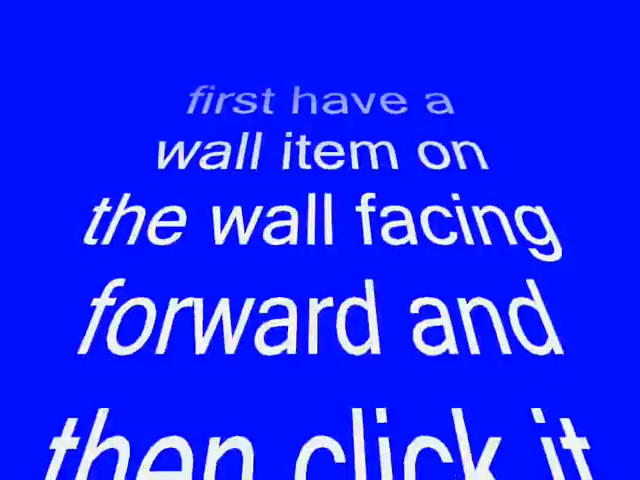 first have a
wall item on
the wall facing
forward and
then click it